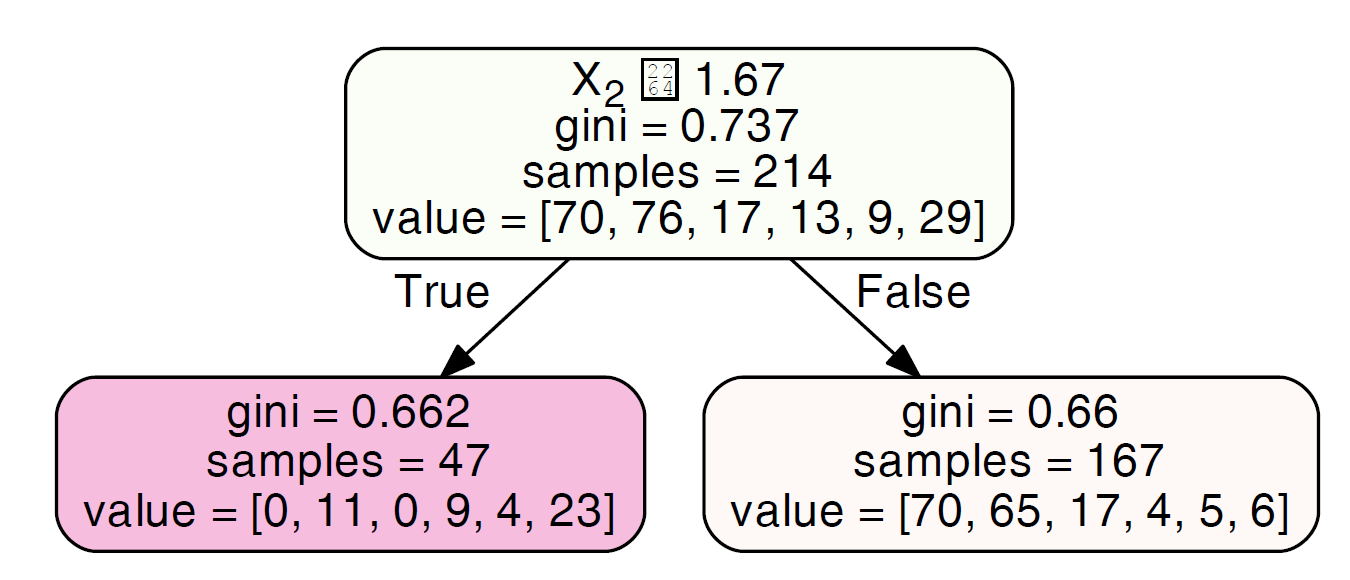 X₂ 2264 1.67
gini = 0.737
samples = 214
value = [70, 76, 17, 13, 9, 29]
True
False
gini = 0.662
samples = 47
value = [0, 11, 0, 9, 4, 23]
gini = 0.66
samples = 167
value = [70, 65, 17, 4, 5, 6]